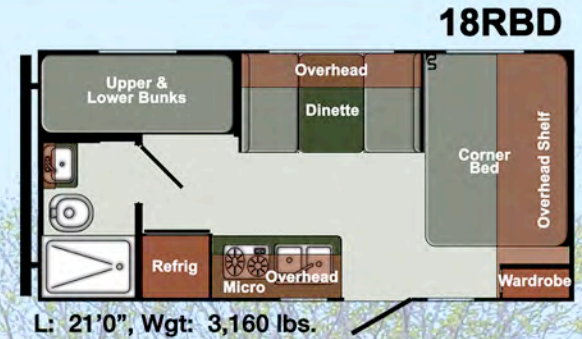 18RBD
Upper &
Lower Bunks
Overhead
Dinette
Corner
Bed
Overhead Shelf
Refrig
Micro
Overhead
Wardrobe
L: 21'0", Wgt: 3,160 lbs.